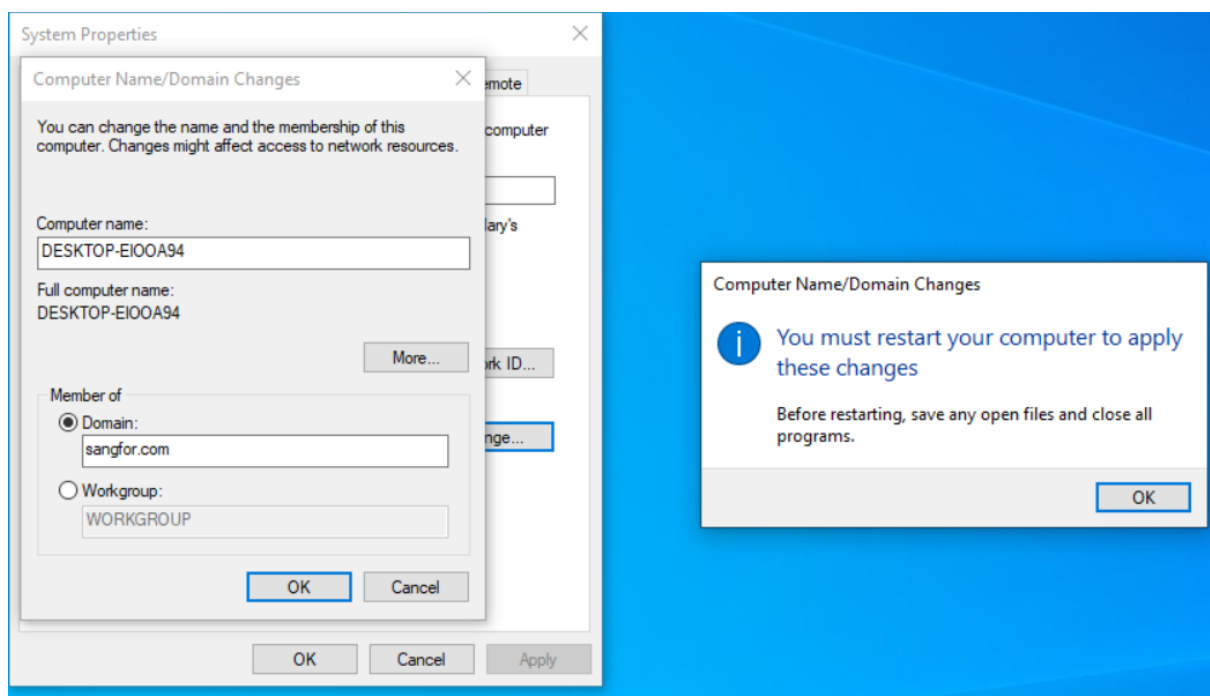 System Properties
Computer Name/Domain Changes
emote
You can change the name and the membership of this
computer. Changes might affect access to network resources.
computer
Computer name:
lary's
DESKTOP-EIOOA94
Full computer name:
DESKTOP-EIOOA94
More...
ork ID...
Member of
Domain:
nge...
sangfor.com
Workgroup:
WORKGROUP
OK Cancel
OK Cancel Apply
Computer Name/Domain Changes
You must restart your computer to apply
these changes
Before restarting, save any open files and close all
programs.
OK